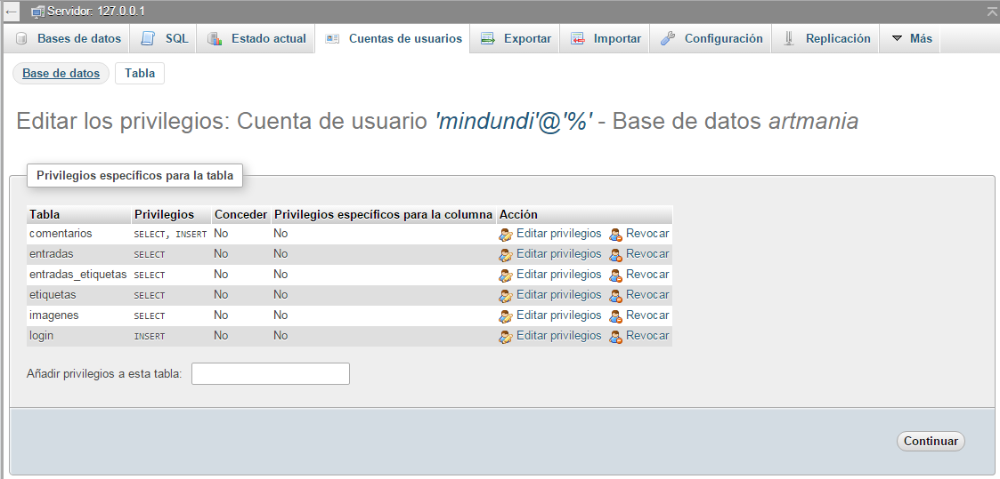 Servidor: 127.0.0.1
Bases de datos SQL Estado actual Cuentas de usuarios Exportar Importar Configuración Replicación Más
Base de datos Tabla
Editar los privilegios: Cuenta de usuario 'mindundi'@'%' - Base de datos artmania
Privilegios específicos para la tabla
Tabla Privilegios Conceder Privilegios específicos para la columna Acción
comentarios SELECT, INSERT No No Editar privilegios Revocar
entradas SELECT No No Editar privilegios Revocar
entradas_etiquetas SELECT No No Editar privilegios Revocar
etiquetas SELECT No No Editar privilegios Revocar
imagenes SELECT No No Editar privilegios Revocar
login INSERT No No Editar privilegios Revocar
Añadir privilegios a esta tabla:
Continuar